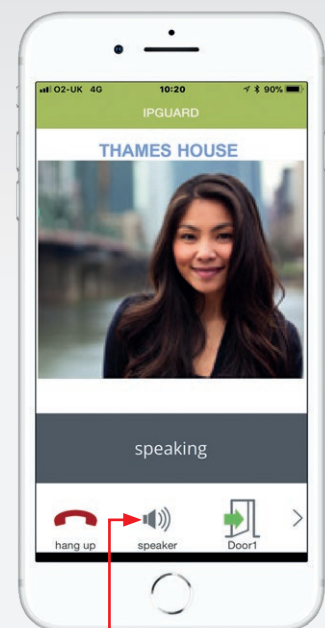 O2-UK 4G 10:20 90%
IPGUARD
THAMES HOUSE
speaking
hang up speaker Door1